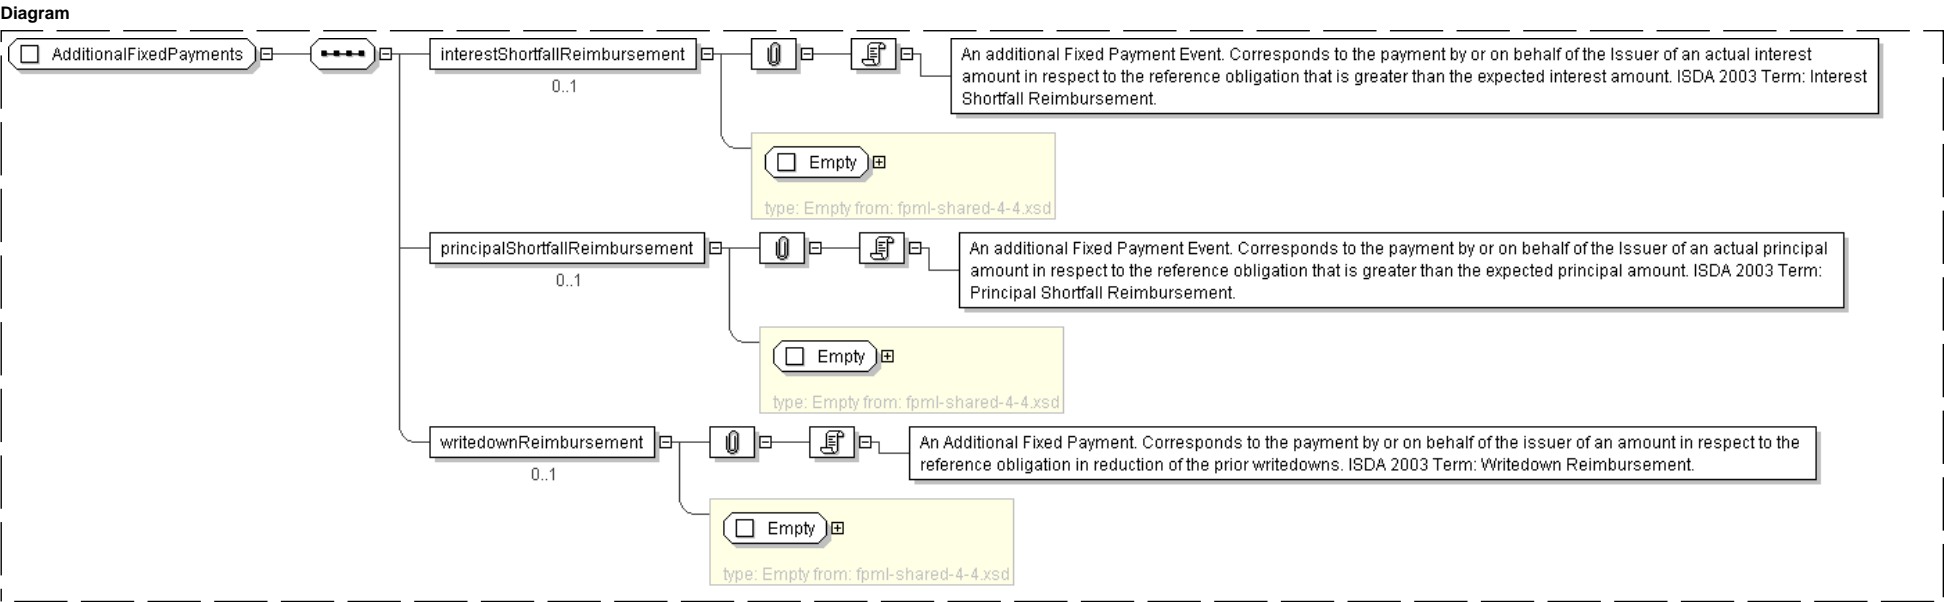 Diagram
AdditionalFixedPayments
interestShortfallReimbursement
0..1
An additional Fixed Payment Event. Corresponds to the payment by or on behalf of the Issuer of an actual interest
amount in respect to the reference obligation that is greater than the expected interest amount. ISDA 2003 Term: Interest
Shortfall Reimbursement.
Empty
type: Empty from: fpml-shared-4-4.xsd
principalShortfallReimbursement
0..1
An additional Fixed Payment Event. Corresponds to the payment by or on behalf of the Issuer of an actual principal
amount in respect to the reference obligation that is greater than the expected principal amount. ISDA 2003 Term:
Principal Shortfall Reimbursement.
Empty
type: Empty from: fpml-shared-4-4.xsd
writedownReimbursement
0..1
An Additional Fixed Payment. Corresponds to the payment by or on behalf of the issuer of an amount in respect to the
reference obligation in reduction of the prior writedowns. ISDA 2003 Term: Writedown Reimbursement.
Empty
type: Empty from: fpml-shared-4-4.xsd